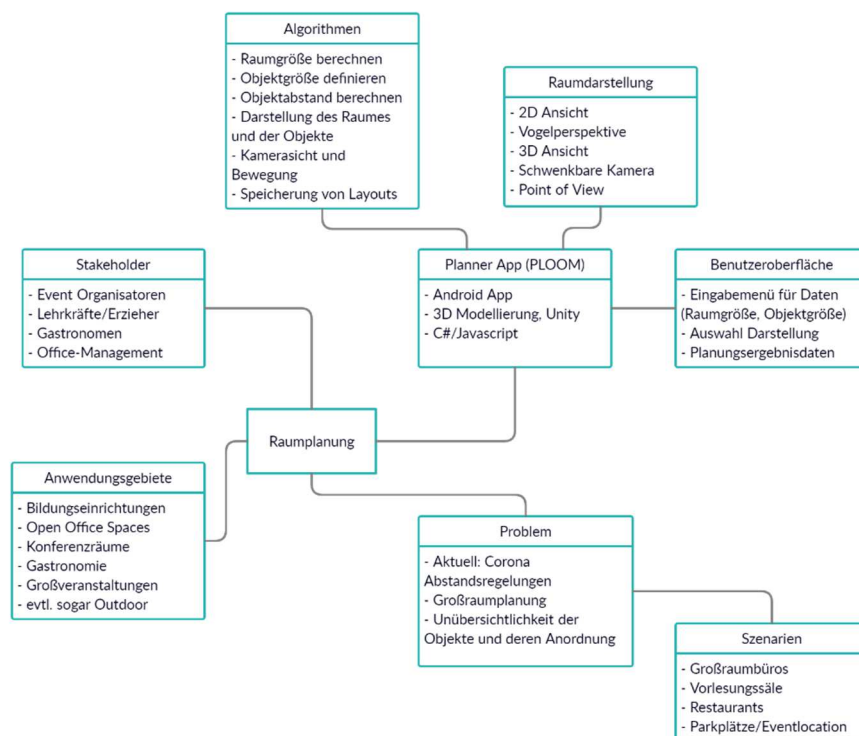 Algorithmen
- Raumgröße berechnen
- Objektgröße definieren
- Objektabstand berechnen
- Darstellung des Raumes
und der Objekte
- Kamerasicht und
Bewegung
- Speicherung von Layouts
Raumdarstellung
- 2D Ansicht
- Vogelperspektive
- 3D Ansicht
- Schwenkbare Kamera
- Point of View
Stakeholder
- Event Organisatoren
- Lehrkräfte/Erzieher
- Gastronomen
- Office-Management
Planner App (PLOOM)
- Android App
- 3D Modellierung, Unity
- C#/Javascript
Benutzeroberfläche
- Eingabemenü für Daten
(Raumgröße, Objektgröße)
- Auswahl Darstellung
- Planungsergebnisdaten
Raumplanung
Anwendungsgebiete
- Bildungseinrichtungen
- Open Office Spaces
- Konferenzräume
- Gastronomie
- Großveranstaltungen
- evtl. sogar Outdoor
Problem
- Aktuell: Corona
Abstandsregelungen
- Großraumplanung
- Unübersichtlichkeit der
Objekte und deren Anordnung
Szenarien
- Großraumbüros
- Vorlesungssäle
- Restaurants
- Parkplätze/Eventlocation